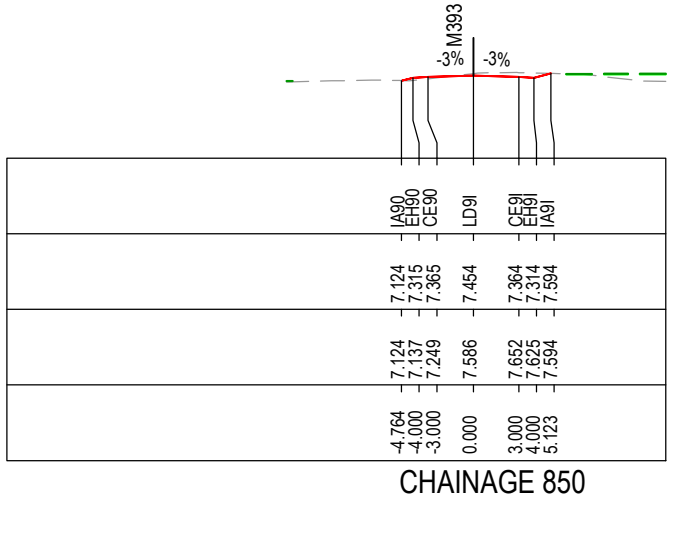 M393
-3% -3%
IA90 EH90 CE90 LD9I CE9I EH9I IA9I
7.124 7.315 7.365 7.454 7.364 7.314 7.594
7.124 7.137 7.249 7.586 7.652 7.625 7.594
-4.764 -4.000 -3.000 0.000 3.000 4.000 5.123
CHAINAGE 850